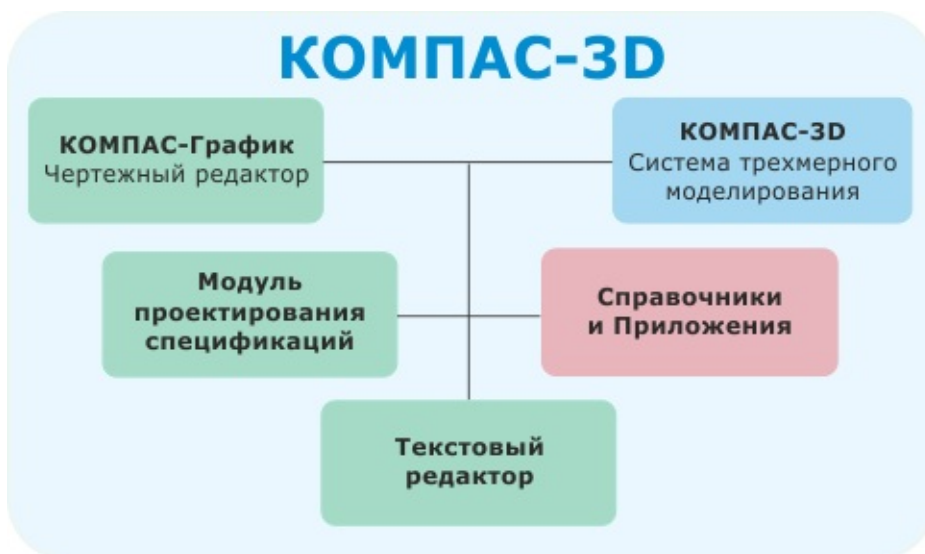 КОМПАС-3D
КОМПАС-График
Чертежный редактор
КОМПАС-3D
Система трехмерного
моделирования
Модуль
проектирования
спецификаций
Справочники
и Приложения
Текстовый
редактор